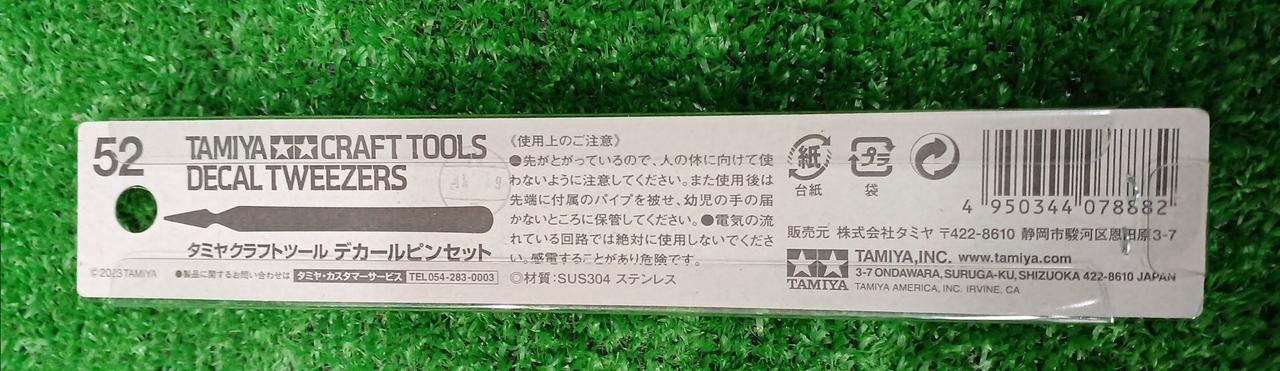 52
TAMIYA CRAFT TOOLS
DECAL TWEEZERS
タミヤクラフトツール デカールピンセット
TAMIYA
●製品に関するお問い合わせは タミヤ・カスタマーサービス TEL054-283-0003
《使用上のご注意》
●先がとがっているので、人の体に向けて使
わないように注意してください。また使用後は
先端に付属のパイプを被せ、幼児の手の届
かないところに保管してください。●電気の流
れている回路では絶対に使用しないでくださ
い。感電することがあり危険です。
◎材質：SUS304 ステンレス
紙
台紙
プラ
袋
4 950344 078882
販売元 株式会社タミヤ 〒422-8610 静岡市駿河区恩田原3-7
TAMIYA
TAMIYA,INC. www.tamiya.com
3-7 ONDAWARA, SURUGA-KU, SHIZUOKA 422-8610 JAPAN
TAMIYA AMERICA, INC. IRVINE, CA